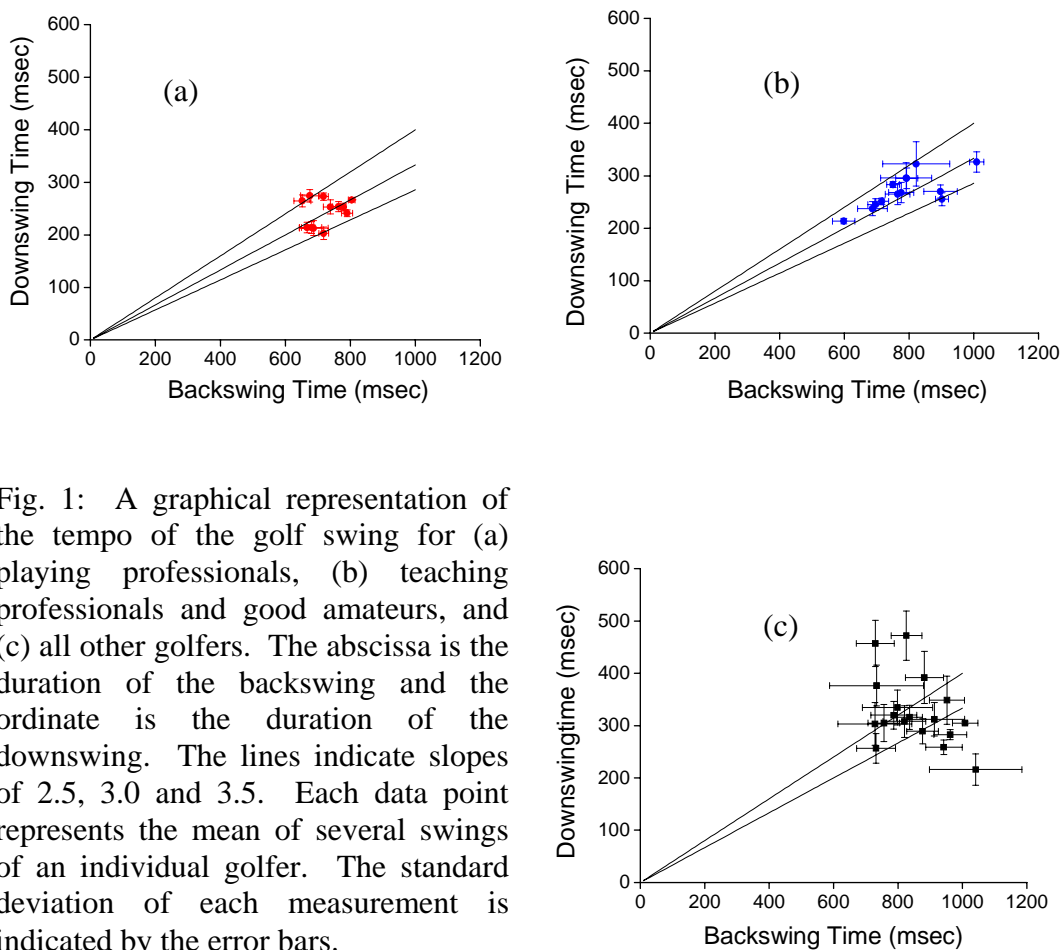 600
500
400
300
200
100
0
0 200 400 600 800 1000 1200
Downswing Time (msec)
Backswing Time (msec)
(a)
600
500
400
300
200
100
0
0 200 400 600 800 1000 1200
Downswing Time (msec)
Backswing Time (msec)
(b)
Fig. 1: A graphical representation of
the tempo of the golf swing for (a)
playing professionals, (b) teaching
professionals and good amateurs, and
(c) all other golfers. The abscissa is the
duration of the backswing and the
ordinate is the duration of the
downswing. The lines indicate slopes
of 2.5, 3.0 and 3.5. Each data point
represents the mean of several swings
of an individual golfer. The standard
deviation of each measurement is
indicated by the error bars.
600
500
400
300
200
100
0
0 200 400 600 800 1000 1200
Downswingtime (msec)
Backswing Time (msec)
(c)